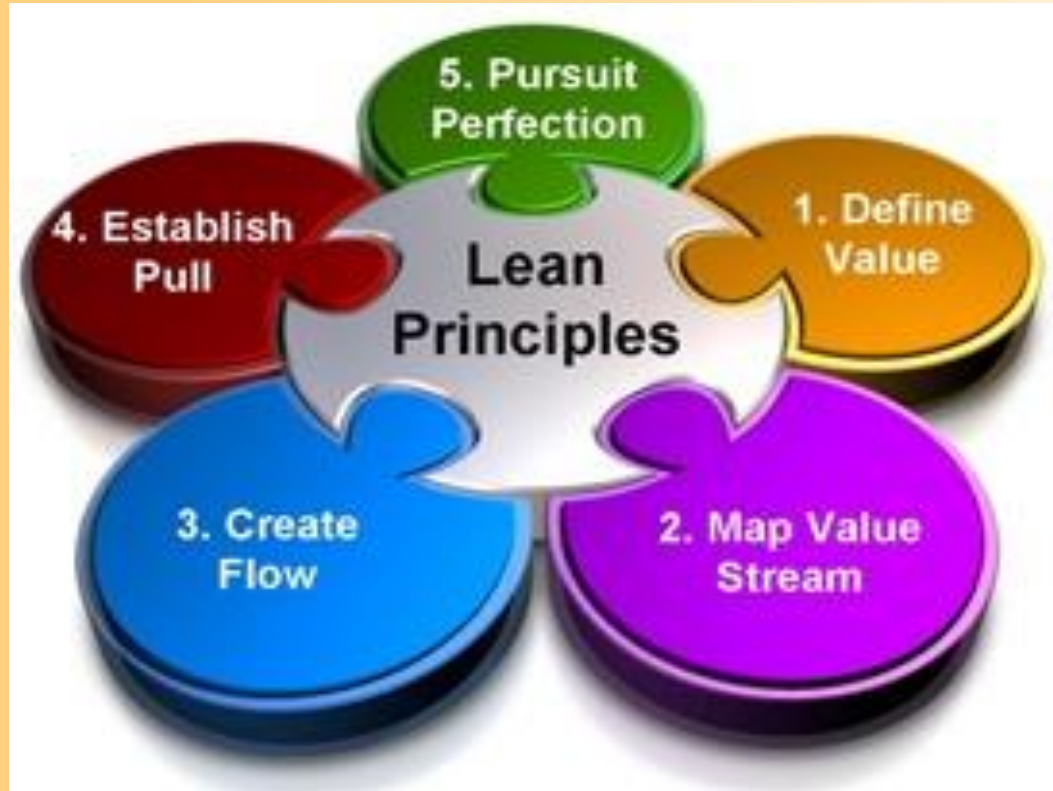 Lean
Principles
1. Define
Value
2. Map Value
Stream
3. Create
Flow
4. Establish
Pull
5. Pursuit
Perfection